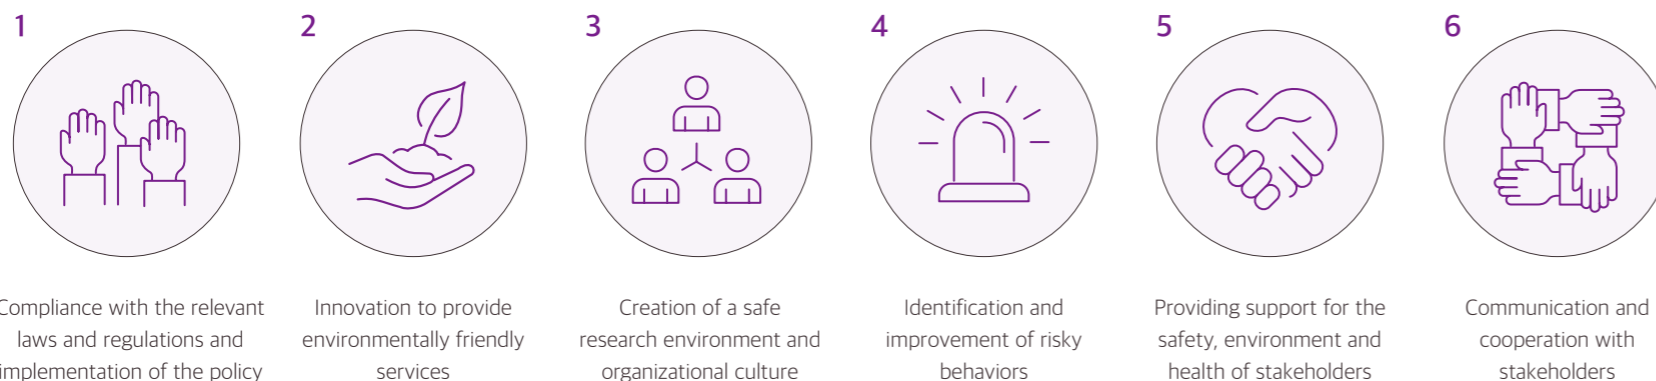 1
Compliance with the relevant
laws and regulations and
implementation of the policy
2
Innovation to provide
environmentally friendly
services
3
Creation of a safe
research environment and
organizational culture
4
Identification and
improvement of risky
behaviors
5
Providing support for the
safety, environment and
health of stakeholders
6
Communication and
cooperation with
stakeholders